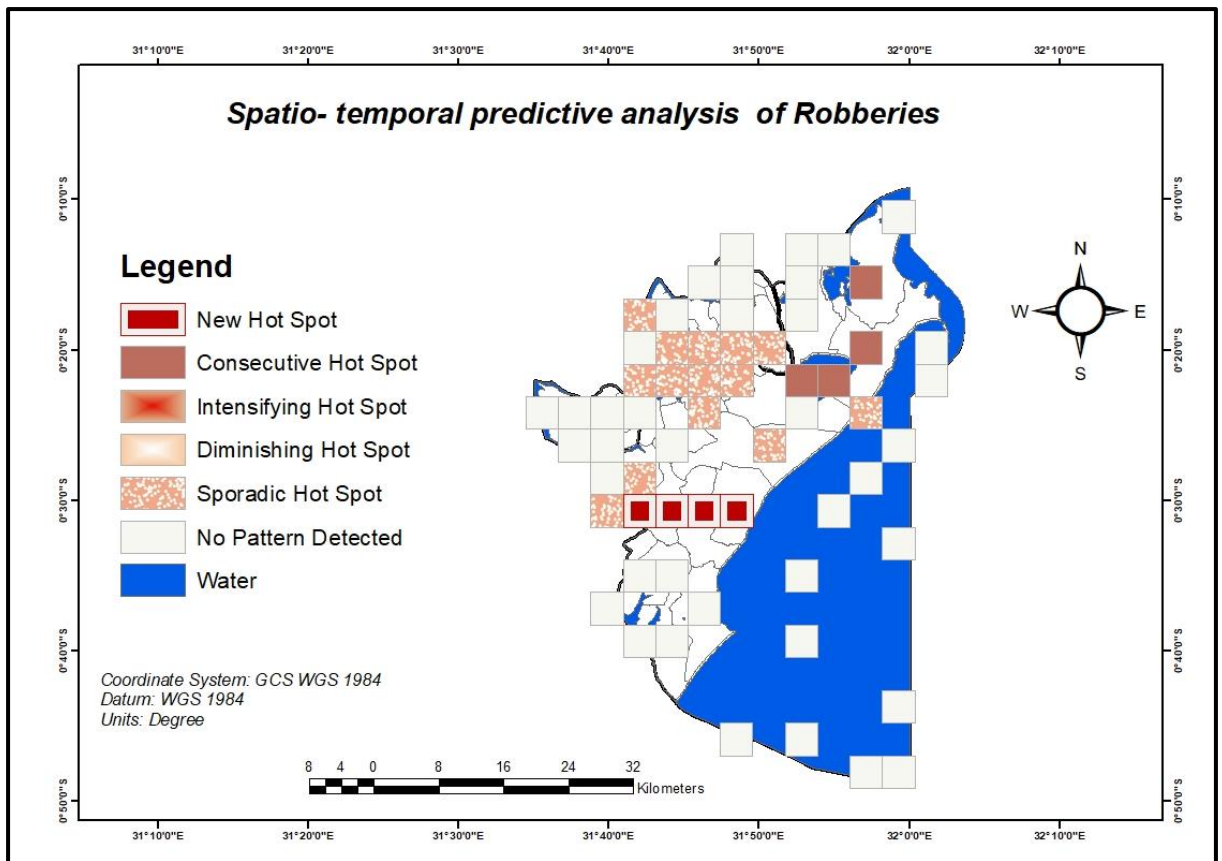 31°10'0"E 31°20'0"E 31°30'0"E 31°40'0"E 31°50'0"E 32°0'0"E 32°10'0"E
Spatio- temporal predictive analysis of Robberies
0°10'0"S 0°10'0"S
N
W E
S
Legend
New Hot Spot
Consecutive Hot Spot
Intensifying Hot Spot
Diminishing Hot Spot
Sporadic Hot Spot
No Pattern Detected
Water
0°20'0"S 0°20'0"S
0°30'0"S 0°30'0"S
0°40'0"S 0°40'0"S
Coordinate System: GCS WGS 1984
Datum: WGS 1984
Units: Degree
8 4 0 8 16 24 32
Kilometers
0°50'0"S 0°50'0"S
31°10'0"E 31°20'0"E 31°30'0"E 31°40'0"E 31°50'0"E 32°0'0"E 32°10'0"E